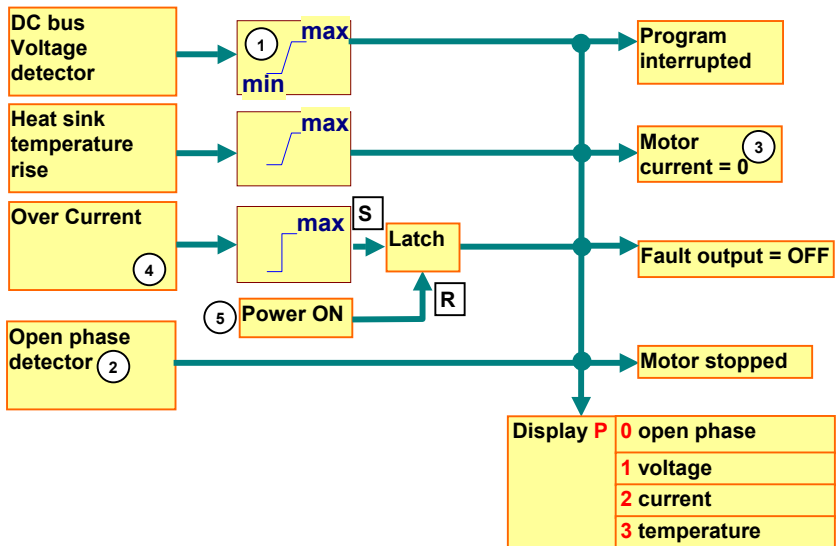 DC bus
Voltage
detector
1
max
min
Program
interrupted
Heat sink
temperature
rise
max
Motor
current = 0
3
Over Current
4
max
S
Latch
R
Fault output = OFF
5
Power ON
Open phase
detector
2
Motor stopped
Display P
0 open phase
1 voltage
2 current
3 temperature